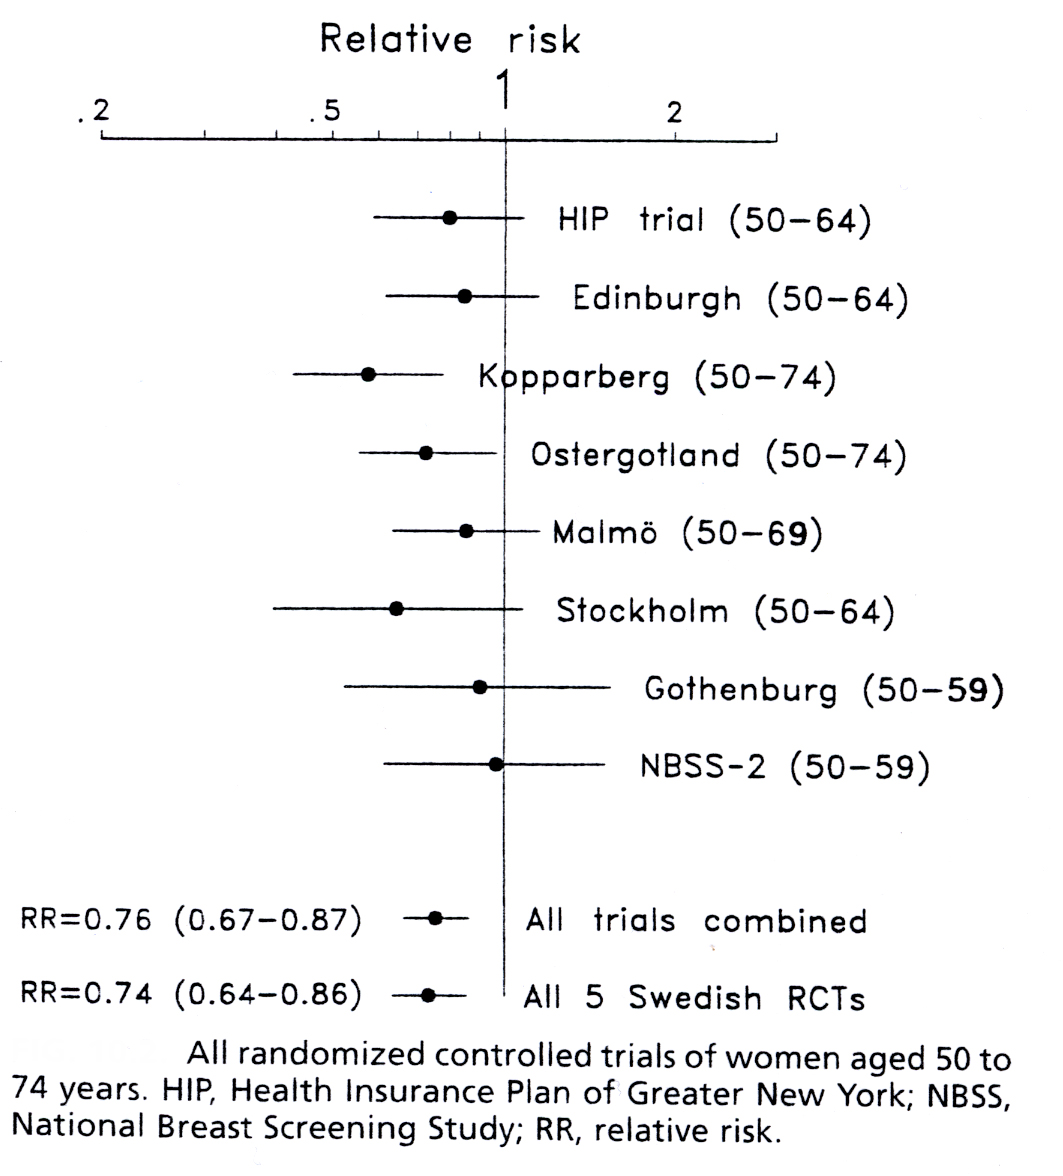 Relative risk
1
.2 .5 2
HIP trial (50-64)
Edinburgh (50-64)
Kopparberg (50-74)
Ostergotland (50-74)
Malmö (50-69)
Stockholm (50-64)
Gothenburg (50-59)
NBSS-2 (50-59)
RR=0.76 (0.67-0.87) All trials combined
RR=0.74 (0.64-0.86) All 5 Swedish RCTs
All randomized controlled trials of women aged 50 to
74 years. HIP, Health Insurance Plan of Greater New York; NBSS,
National Breast Screening Study; RR, relative risk.